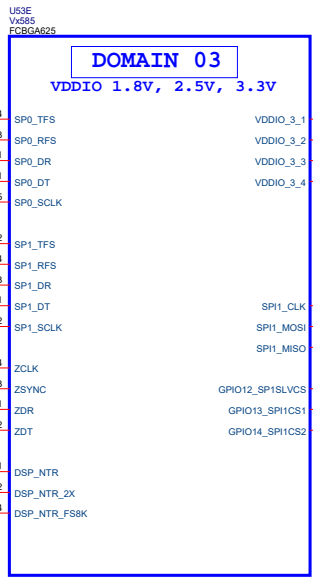 U53E
Vx585
FCBGA625
DOMAIN 03
VDDIO 1.8V, 2.5V, 3.3V
SP0_TFS VDDIO_3_1
SP0_RFS VDDIO_3_2
SP0_DR VDDIO_3_3
SP0_DT VDDIO_3_4
SP0_SCLK
SP1_TFS
SP1_RFS
SP1_DR
SP1_DT SPI1_CLK
SP1_SCLK SPI1_MOSI
SPI1_MISO
ZCLK
ZSYNC GPIO12_SP1SLVCS
ZDR GPIO13_SPI1CS1
ZDT GPIO14_SPI1CS2
DSP_NTR
DSP_NTR_2X
DSP_NTR_FS8K